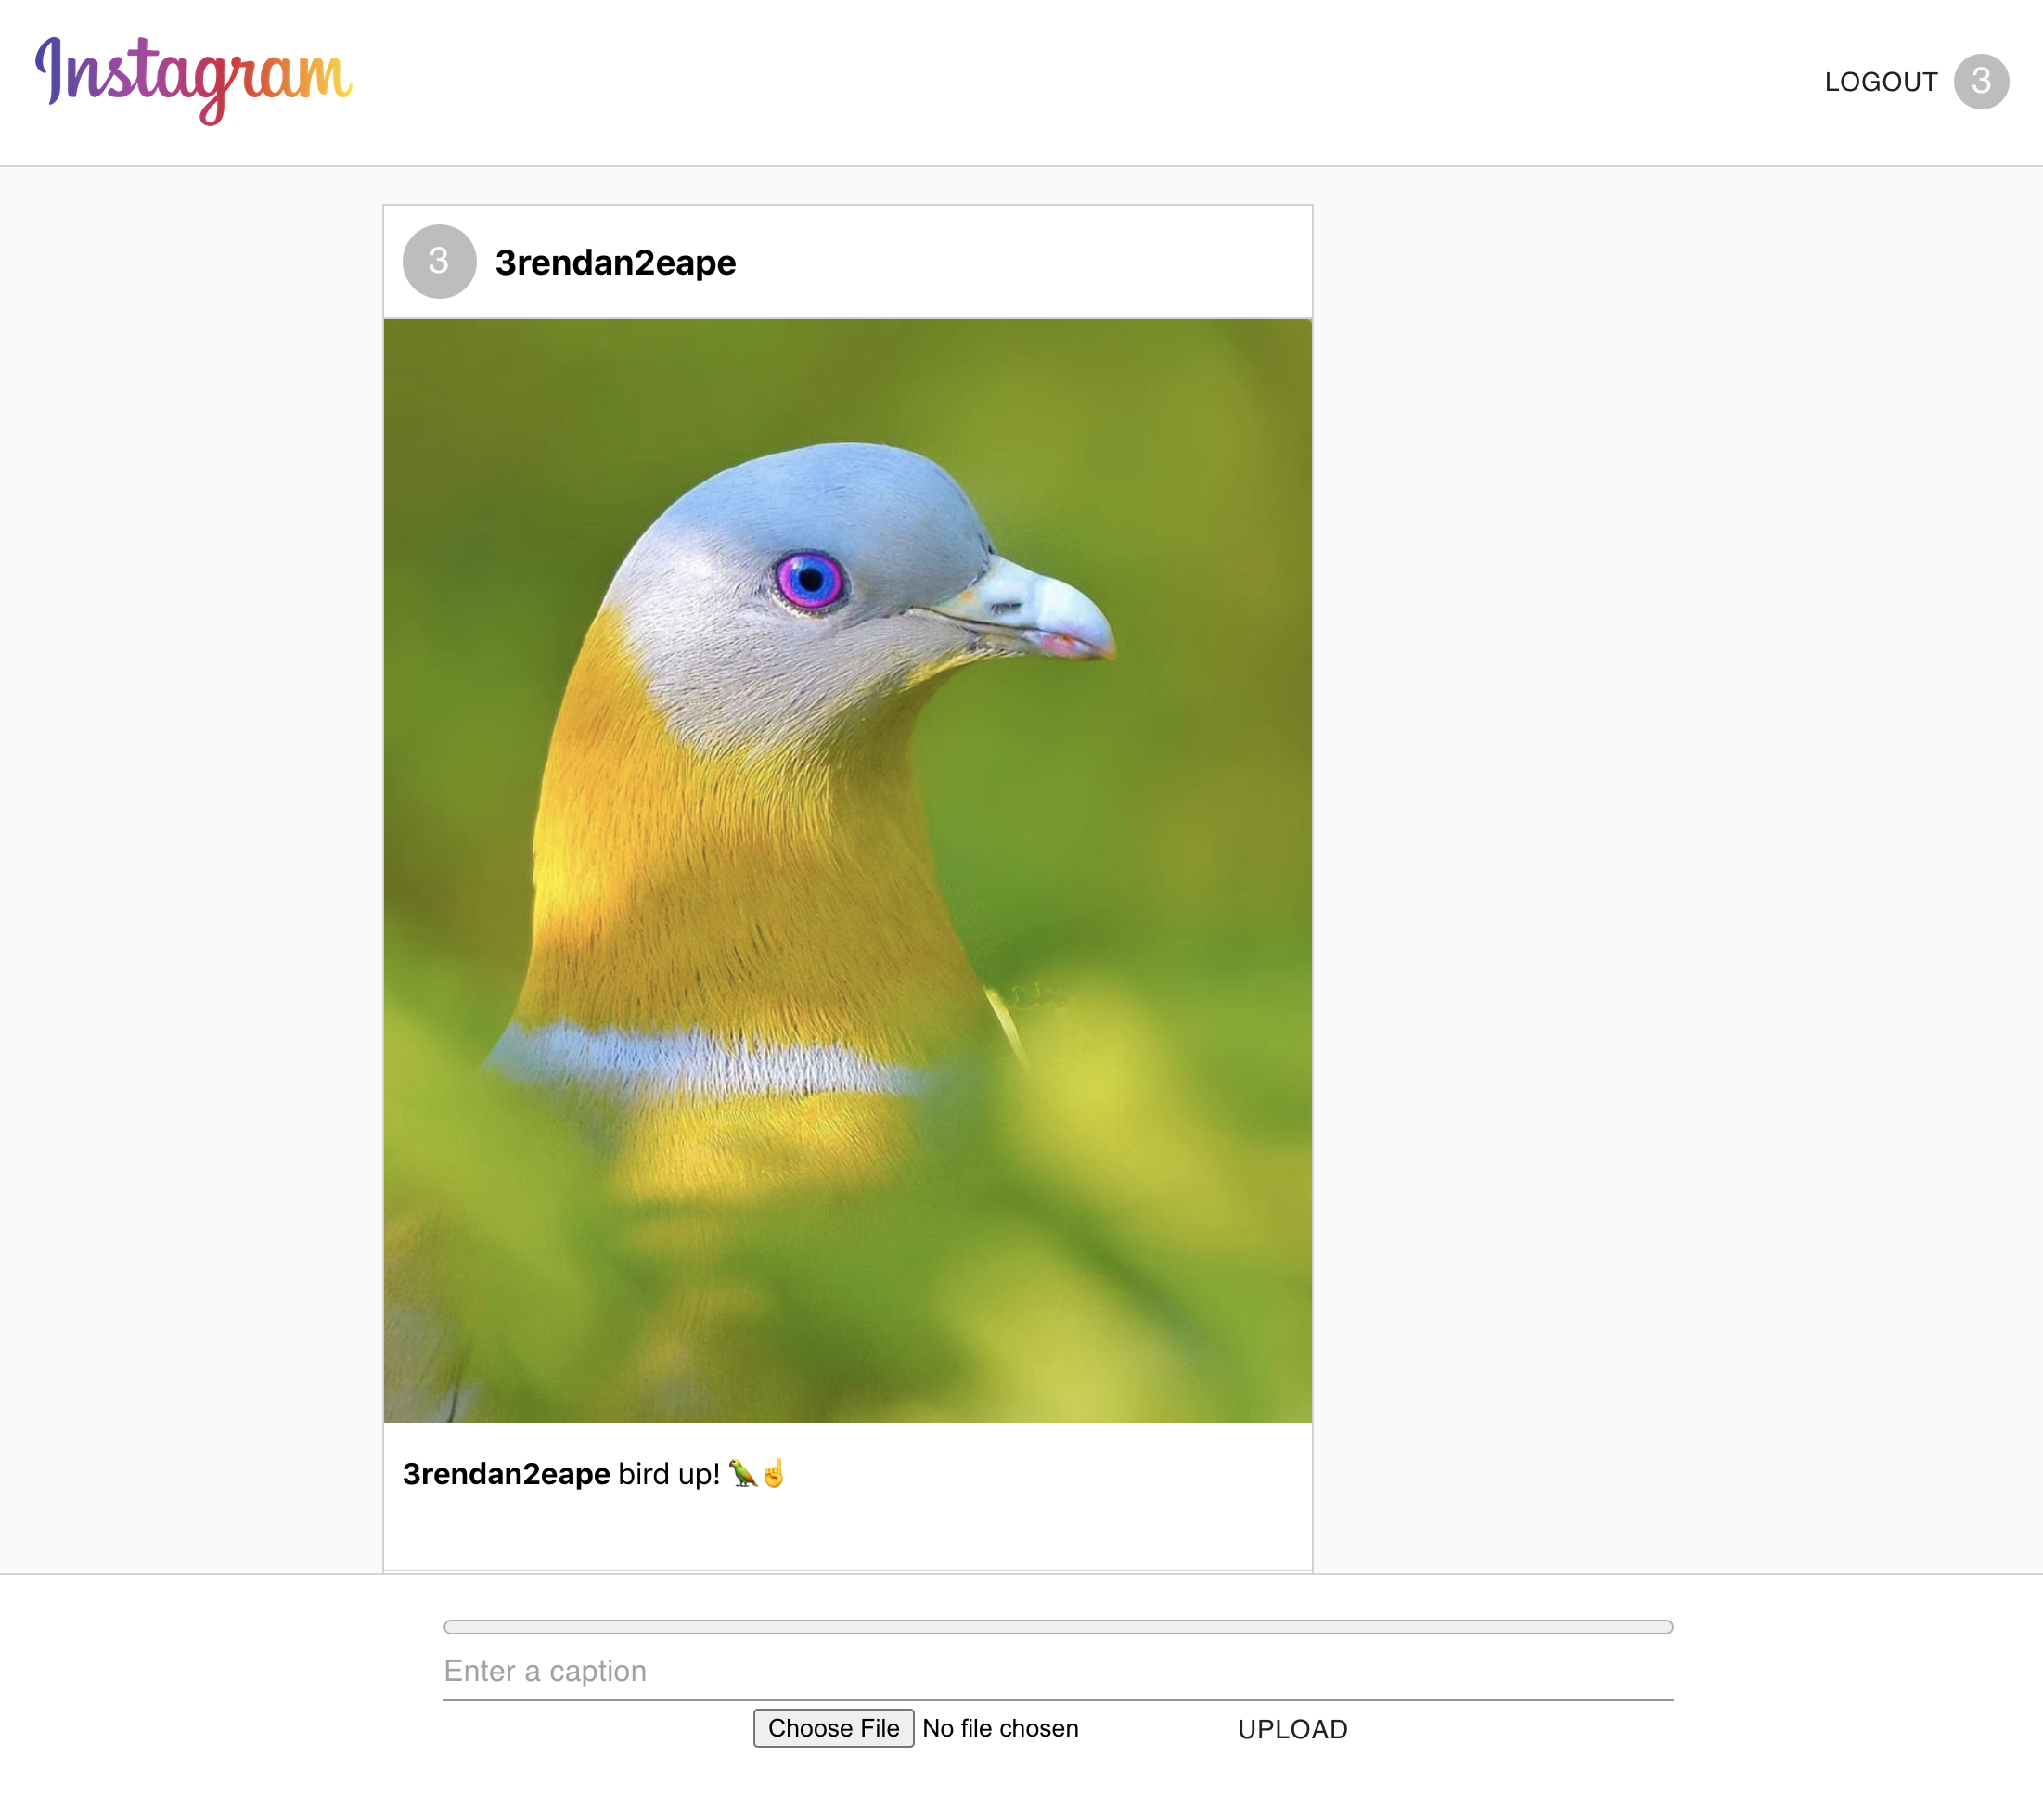 Instagram
LOGOUT 3
3 3rendan2eape
3rendan2eape bird up! 🦜☝️
Enter a caption
Choose File No file chosen UPLOAD